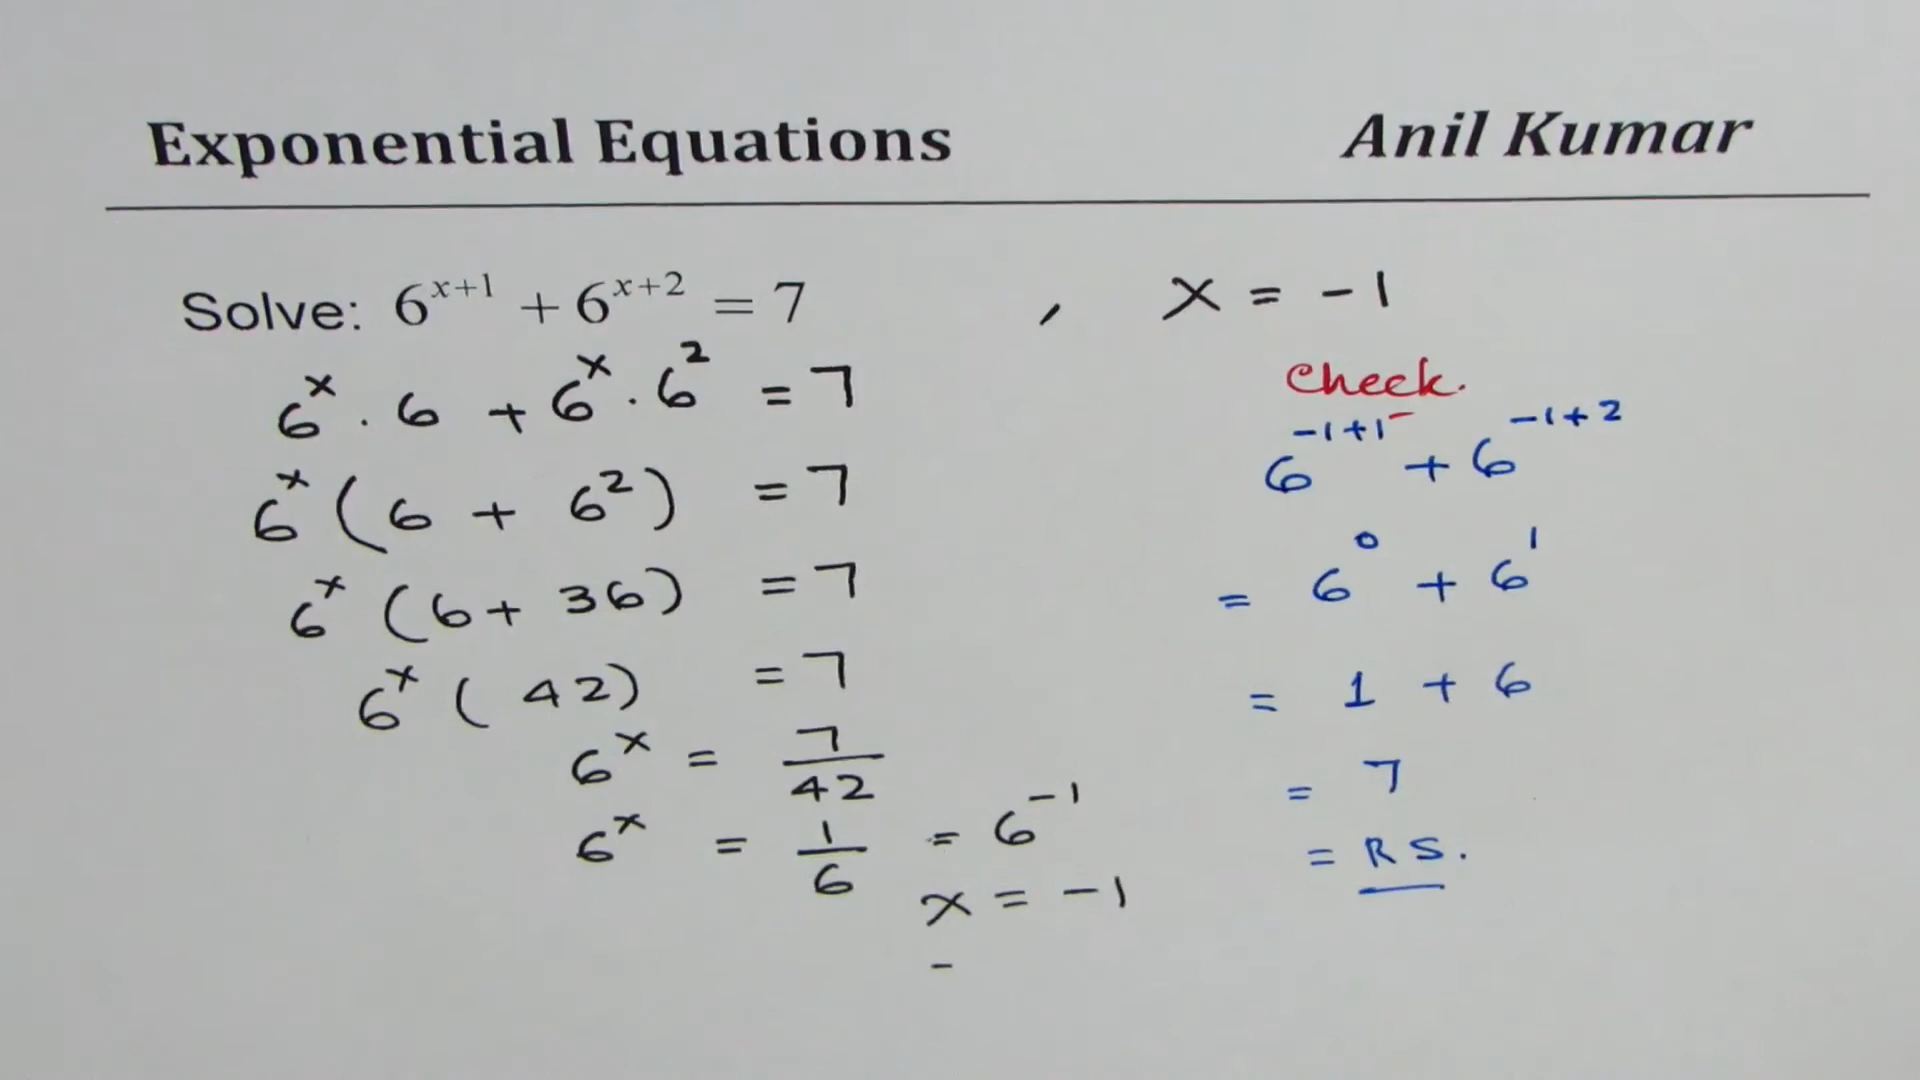 Exponential Equations Anil Kumar
Solve: 6^{x+1} + 6^{x+2} = 7 , x = -1
6^x . 6 + 6^x . 6^2 = 7
6^x (6 + 6^2) = 7
6^x (6 + 36) = 7
6^x (42) = 7
6^x = 7/42
6^x = 1/6 = 6^{-1}
x = -1
Check.
6^{-1+1} + 6^{-1+2}
= 6^0 + 6^1
= 1 + 6
= 7
= RS.